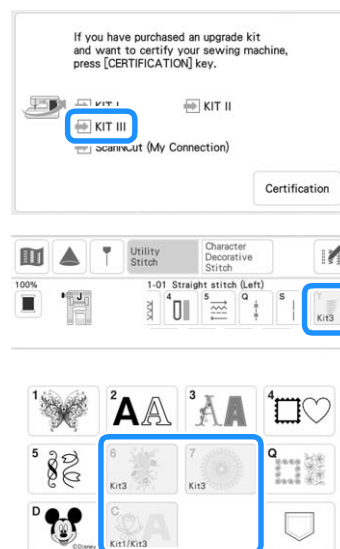 If you have purchased an upgrade kit
and want to certify your sewing machine,
press [CERTIFICATION] key.
KIT I
KIT II
KIT III
ScanNCut (My Connection)
Certification
Utility
Stitch
Character
Decorative
Stitch
100%
1-01 Straight stitch (Left)
J
4
5
Q
S
Kit3
1
2
AA
3
AA
4
5
6
Kit3
7
Kit3
Q
D
©Disney
C
A
Kit1/Kit3